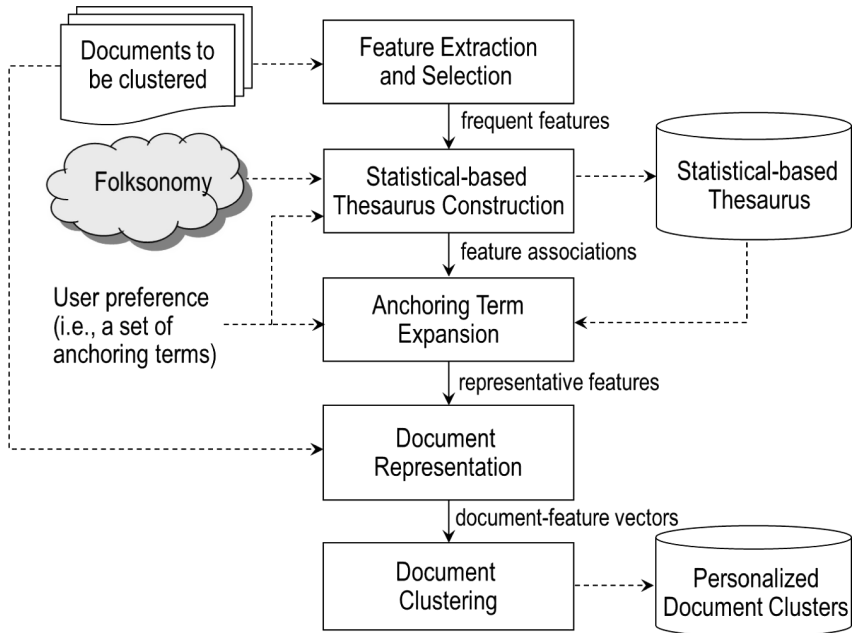 Documents to
be clustered
Feature Extraction
and Selection
frequent features
Folksonomy
Statistical-based
Thesaurus Construction
Statistical-based
Thesaurus
feature associations
User preference
(i.e., a set of
anchoring terms)
Anchoring Term
Expansion
representative features
Document
Representation
document-feature vectors
Document
Clustering
Personalized
Document Clusters